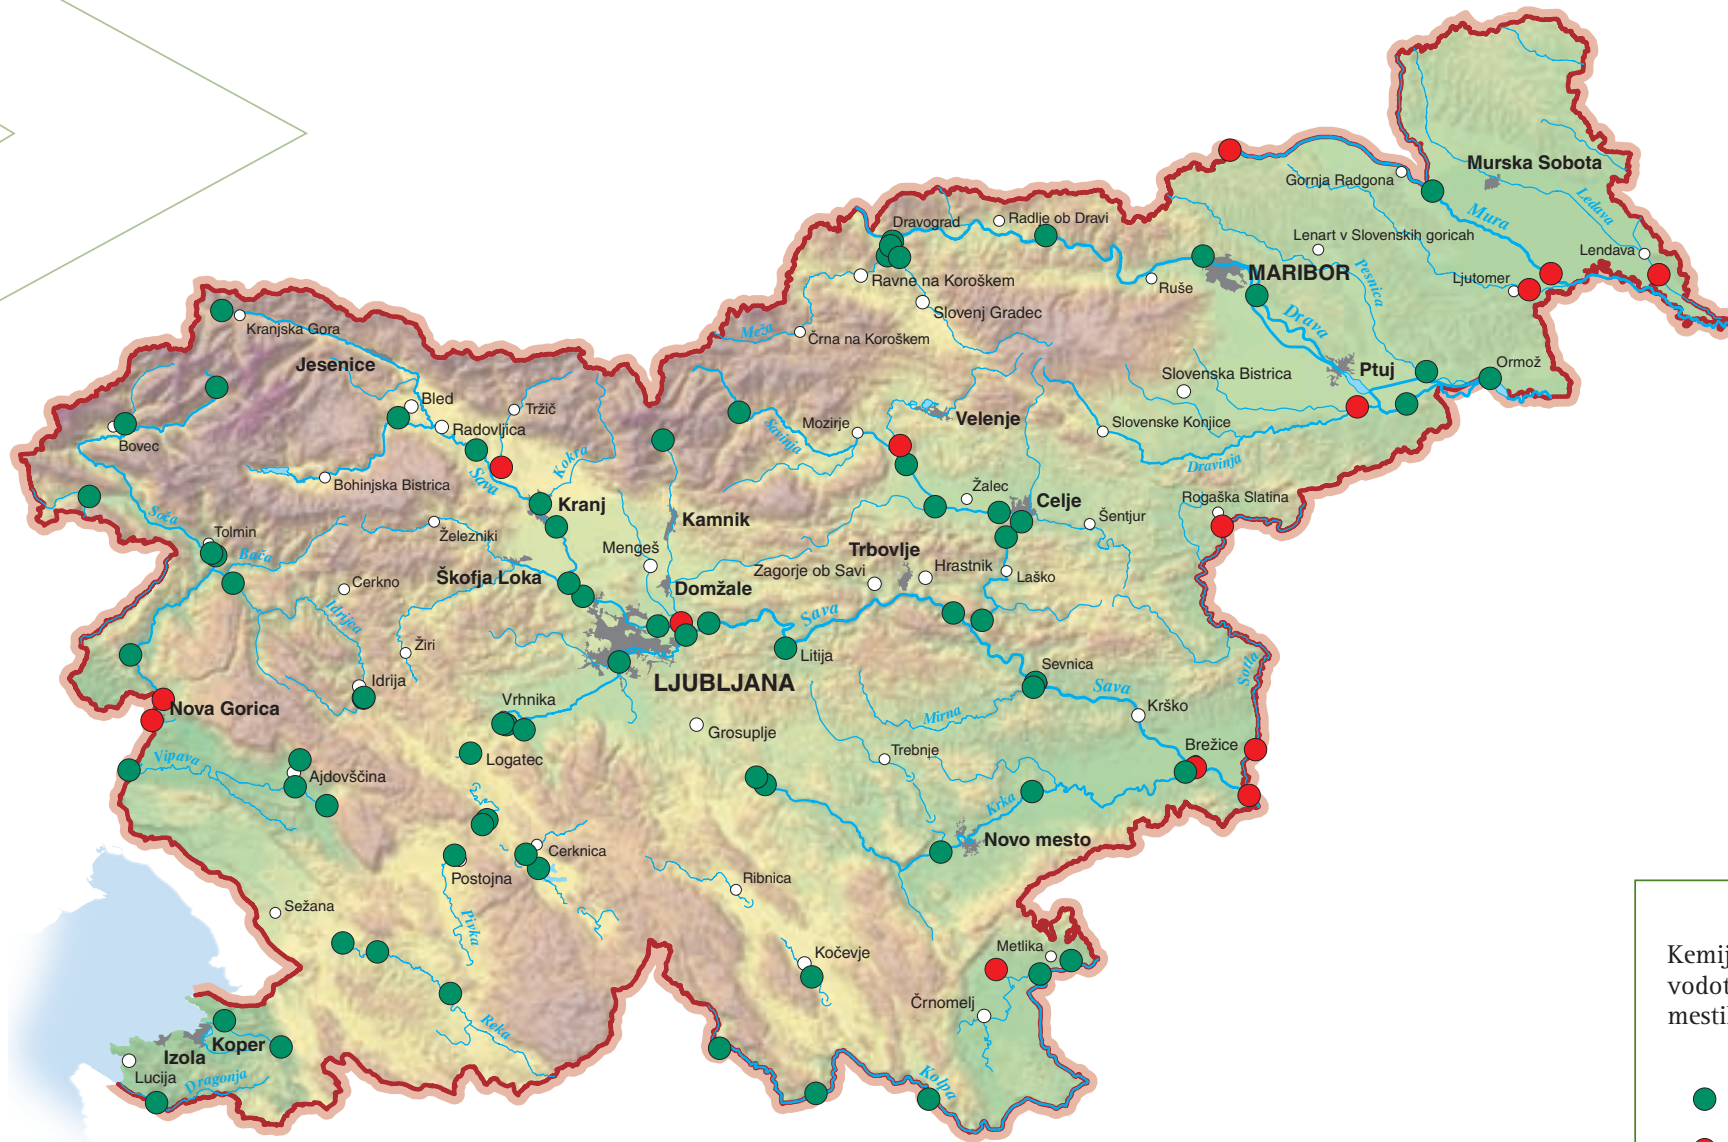 Murska Sobota
Gornja Radgona
Mura
Ledava
Dravograd
Radlje ob Dravi
Lenart v Slovenskih goricah
Lendava
Ravne na Koroškem
MARIBOR
Pesnica
Ljutomer
Ruše
Slovenj Gradec
Kranjska Gora
Meža
Črna na Koroškem
Drava
Jesenice
Ptuj
Ormož
Slovenska Bistrica
Bled
Tržič
Velenje
Radovljica
Mozirje
Savinja
Slovenske Konjice
Bovec
Kokra
Dravinja
Sava
Bohinjska Bistrica
Žalec
Celje
Rogaška Slatina
Kranj
Soča
Kamnik
Šentjur
Tolmin
Železniki
Mengeš
Trbovlje
Bača
Hrastnik
Zagorje ob Savi
Laško
Škofja Loka
Cerkno
Domžale
Idrijca
Sava
Žiri
Litija
Sevnica
Sotla
Idrija
LJUBLJANA
Sava
Vrhnika
Nova Gorica
Mirna
Krško
Grosuplje
Brežice
Trebnje
Vipava
Logatec
Ajdovščina
Krka
Novo mesto
Cerknica
Postojna
Ribnica
Sežana
Pivka
Metlika
Kočevje
Kemij
vodot
mesti
Črnomelj
Reka
Koper
Izola
Lucija
Dragonja
Kolpa